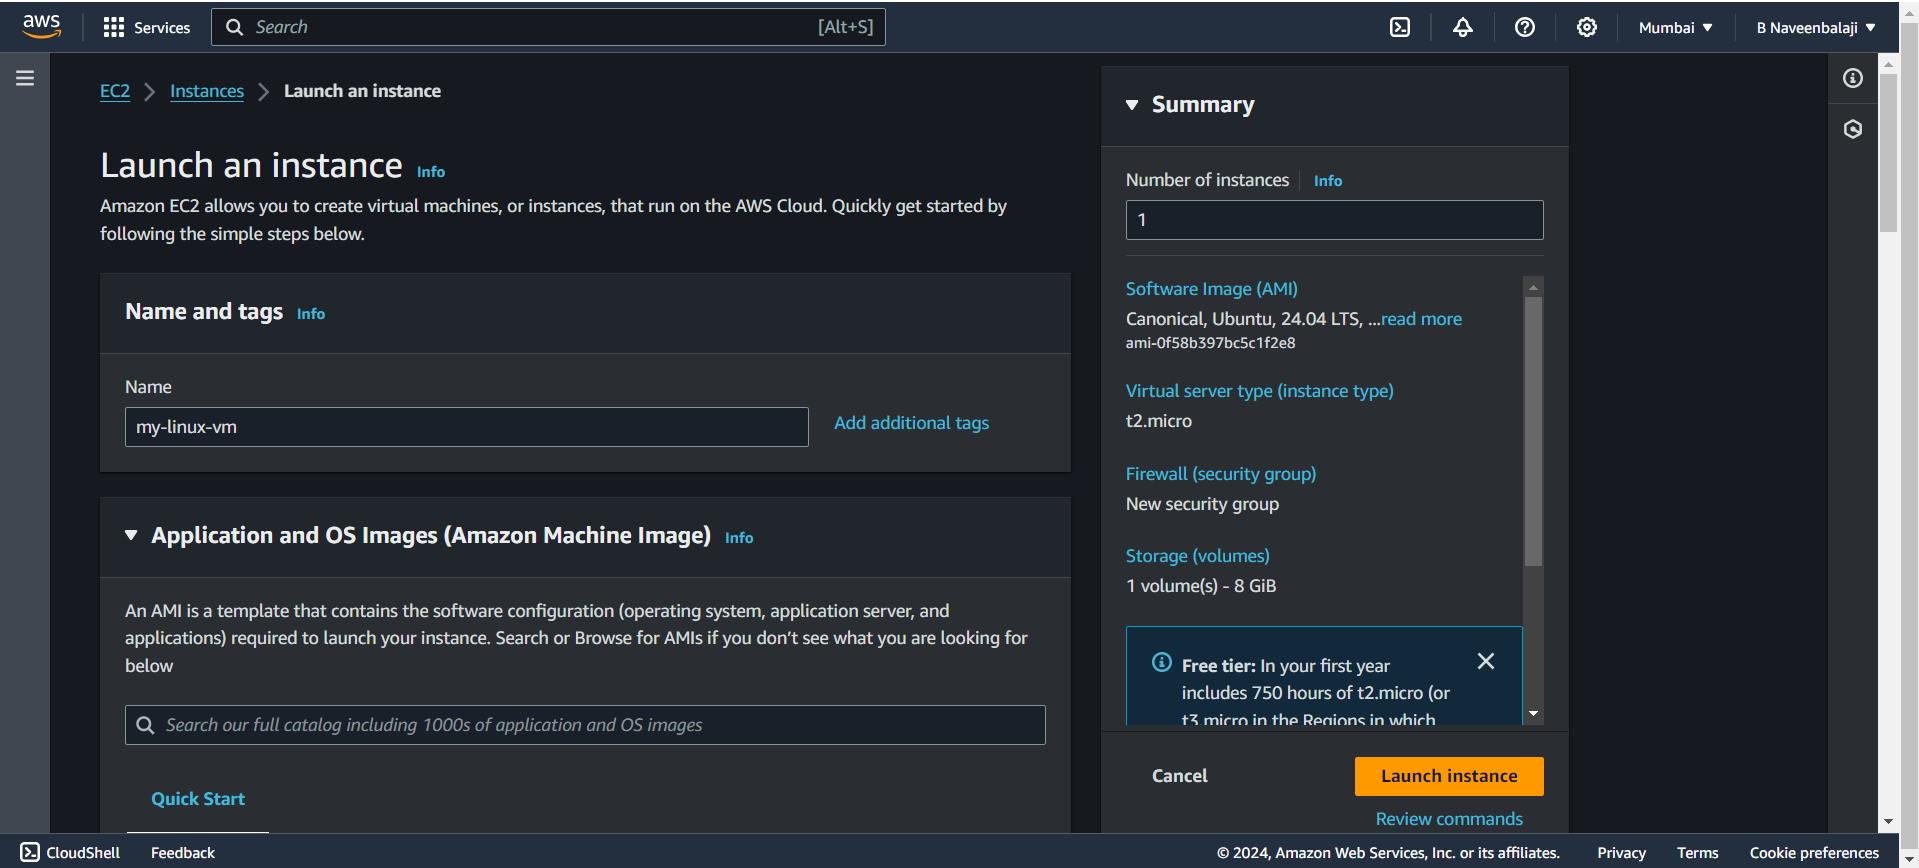 aws
Services
Search
[Alt+S]
Mumbai
B Naveenbalaji
EC2
Instances
Launch an instance
Launch an instance Info
Amazon EC2 allows you to create virtual machines, or instances, that run on the AWS Cloud. Quickly get started by
following the simple steps below.
Name and tags Info
Name
my-linux-vm
Add additional tags
Application and OS Images (Amazon Machine Image) Info
An AMI is a template that contains the software configuration (operating system, application server, and
applications) required to launch your instance. Search or Browse for AMIs if you don’t see what you are looking for
below
Search our full catalog including 1000s of application and OS images
Quick Start
Summary
Number of instances Info
1
Software Image (AMI)
Canonical, Ubuntu, 24.04 LTS, ...read more
ami-0f58b397bc5c1f2e8
Virtual server type (instance type)
t2.micro
Firewall (security group)
New security group
Storage (volumes)
1 volume(s) - 8 GiB
Free tier: In your first year
includes 750 hours of t2.micro (or
t3.micro in the Regions in which
Cancel
Launch instance
Review commands
CloudShell
Feedback
© 2024, Amazon Web Services, Inc. or its affiliates.
Privacy
Terms
Cookie preferences